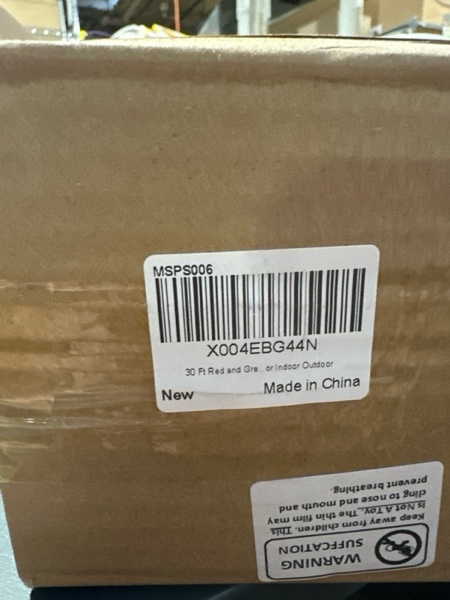 MSPS006
X004EBG44N
30 Ft Red and Gre...or Indoor Outdoor
New
Made in China
WARNING
SUFFCATION
Keep away from children. This
Is Not A Toy. The thin film may
cling to nose and mouth and
prevent breathing.